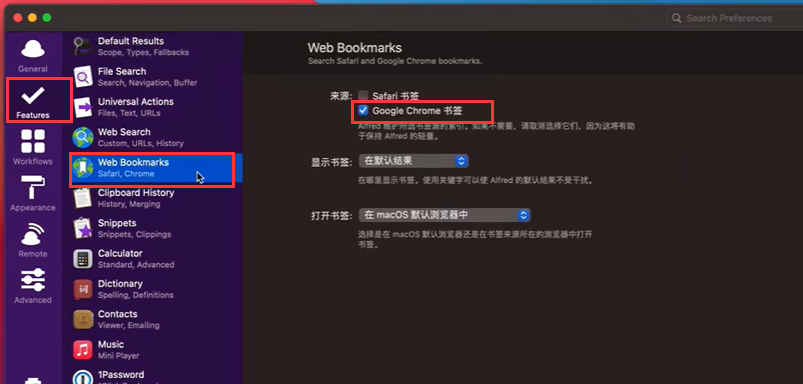 Search Preferences
General
Features
Workflows
Appearance
Remote
Advanced
Default Results
Scope, Types, Fallbacks
File Search
Search, Navigation, Buffer
Universal Actions
Files, Text, URLs
Web Search
Custom, URLs, History
Web Bookmarks
Safari, Chrome
Clipboard History
History, Merging
Snippets
Snippets, Clippings
Calculator
Standard, Advanced
Dictionary
Spelling, Definitions
Contacts
Viewer, Emailing
Music
Mini Player
1Password
Web Bookmarks
Search Safari and Google Chrome bookmarks.
来源: Safari 书签
Google Chrome 书签
Alfred 维护所选书签源的索引。如果不需要，请取消选择它们，因为这将有助
于保持 Alfred 的轻量。
显示书签: 在默认结果
在哪里显示书签。使用关键字可以使 Alfred 的默认结果不受干扰。
打开书签: 在 macOS 默认浏览器中
选择是在 macOS 默认浏览器还是在书签来源所在的浏览器中打开
书签。